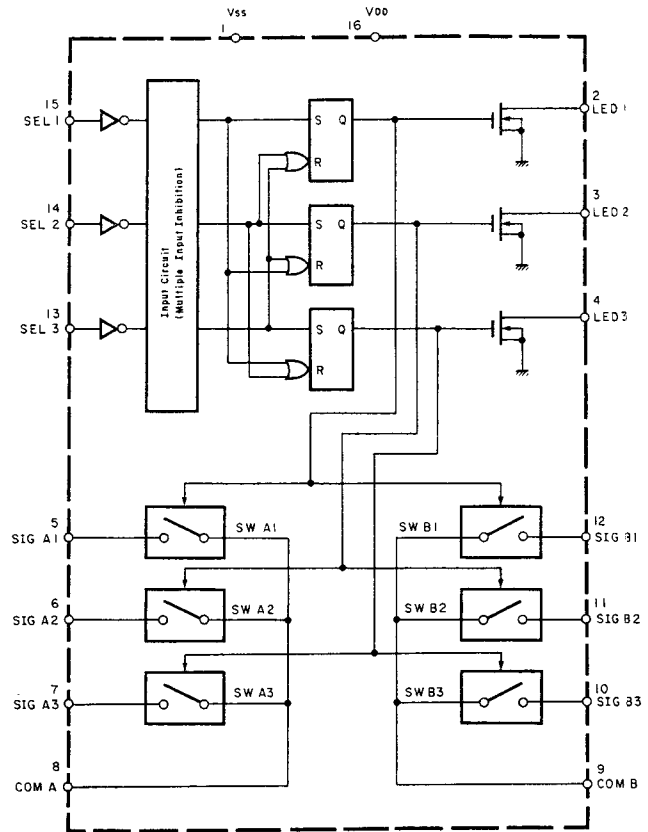 VSS
1
VDD
16
15
SEL 1
14
SEL 2
13
SEL 3
Input Circuit
(Multiple Input Inhibition)
S Q
R
S Q
R
S Q
R
2
LED 1
3
LED2
4
LED3
5
SIG A1
SW A1
SW B1
12
SIG B1
6
SIG A2
SW A2
SW B2
11
SIG B2
7
SIG A3
SW A3
SW B3
10
SIG B3
8
COM A
9
COM B